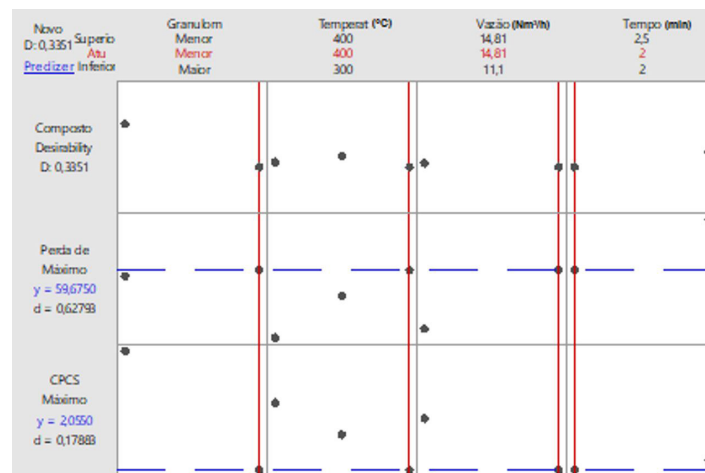 Novo Granulom Temperat (ºC) Vazão (Nm³/h) Tempo (min)
D: 0,3351 Superio Menor 400 14,81 2,5
Atu Menor 400 14,81 2
Predizer Inferior Maior 300 11,1 2
Composto
Desirability
D: 0,3351
Perda de
Máximo
y = 59,6750
d = 0,62793
CPCS
Máximo
y = 2,0550
d = 0,17883